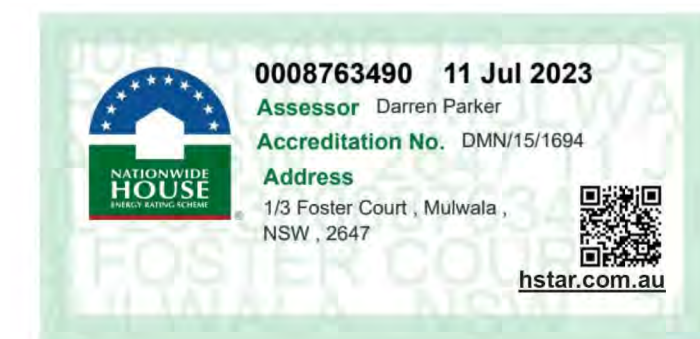 0008763490 11 Jul 2023
Assessor Darren Parker
Accreditation No. DMN/15/1694
Address
1/3 Foster Court , Mulwala ,
NSW , 2647
NATIONWIDE
HOUSE
ENERGY RATING SCHEME
®
hstar.com.au